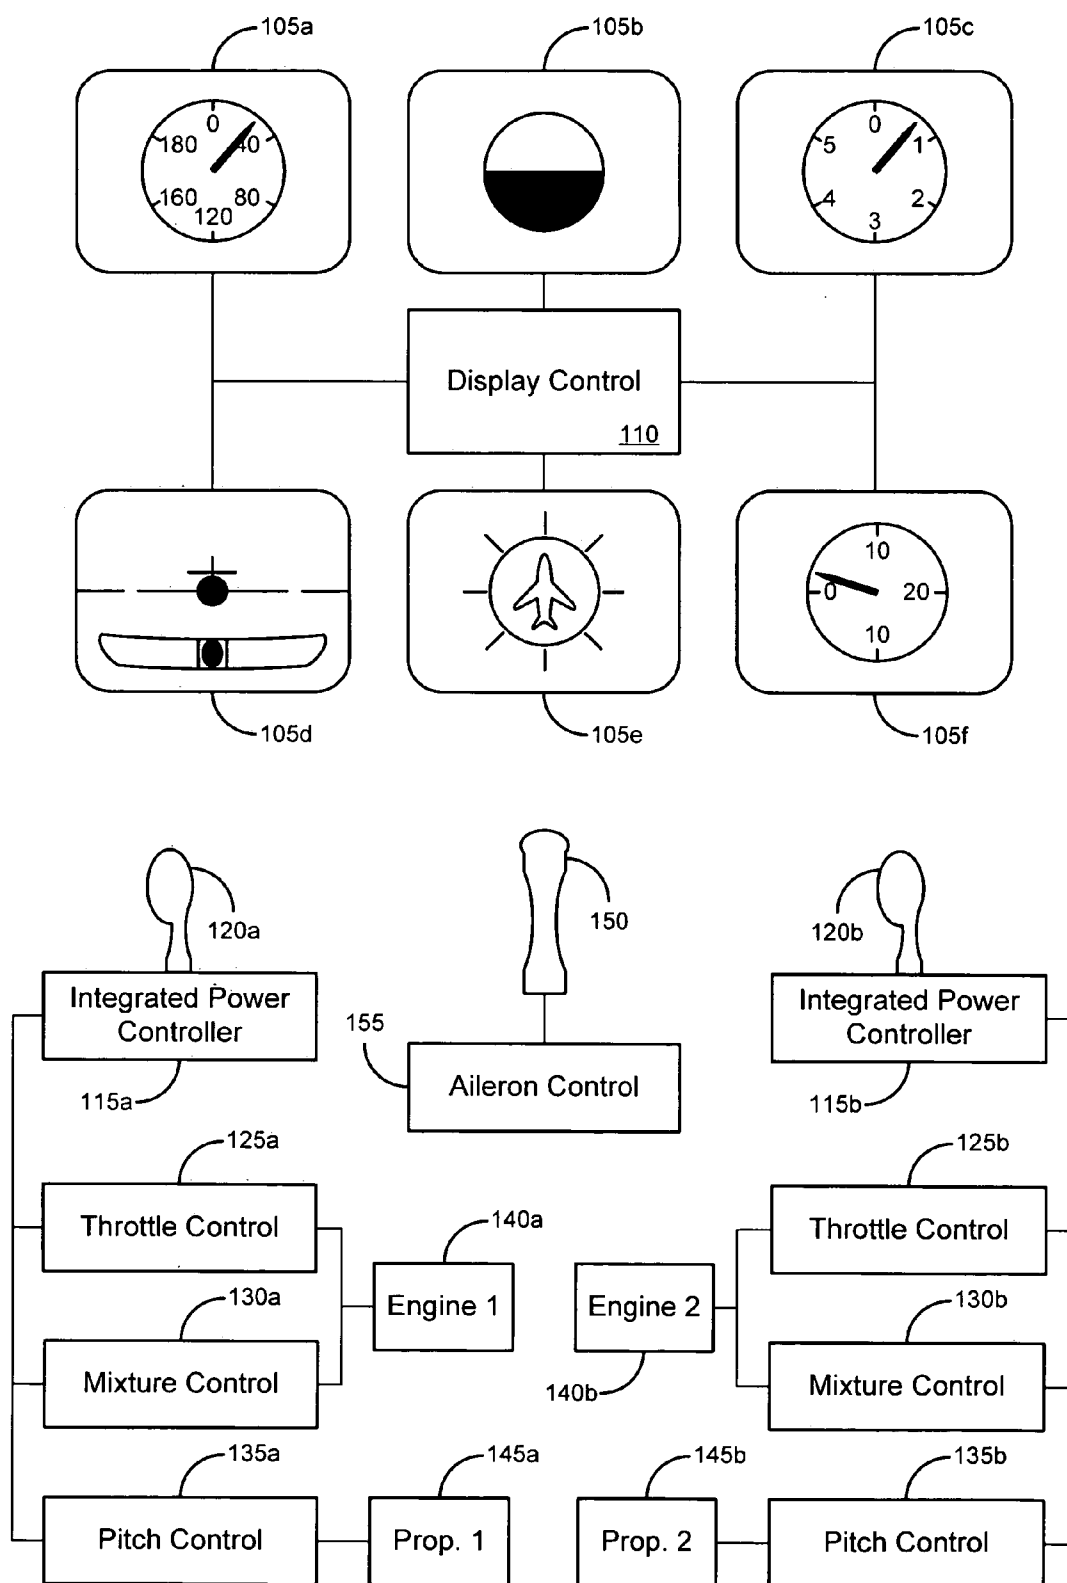 105a
105b
105c
0
40
80
120
160
180
0
1
2
3
4
5
Display Control
110
10
0
20
10
105d
105e
105f
120a
150
120b
Integrated Power
Controller
Integrated Power
Controller
155
Aileron Control
115a
115b
125a
125b
Throttle Control
Throttle Control
140a
Engine 1
Engine 2
130a
130b
Mixture Control
Mixture Control
140b
135a
145a
145b
135b
Pitch Control
Prop. 1
Prop. 2
Pitch Control